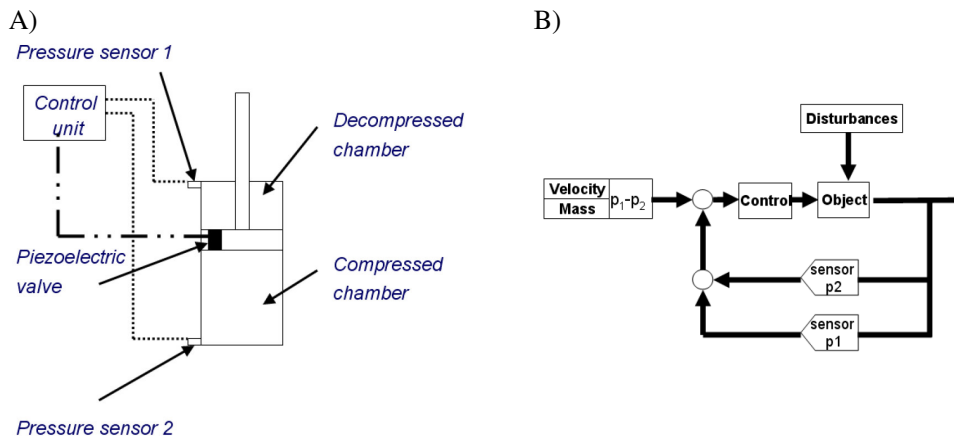 A)
Pressure sensor 1
Control
unit
Decompressed
chamber
Piezoelectric
valve
Compressed
chamber
Pressure sensor 2
B)
Disturbances
Velocity
Mass
p₁-p₂
Control
Object
sensor
p2
sensor
p1